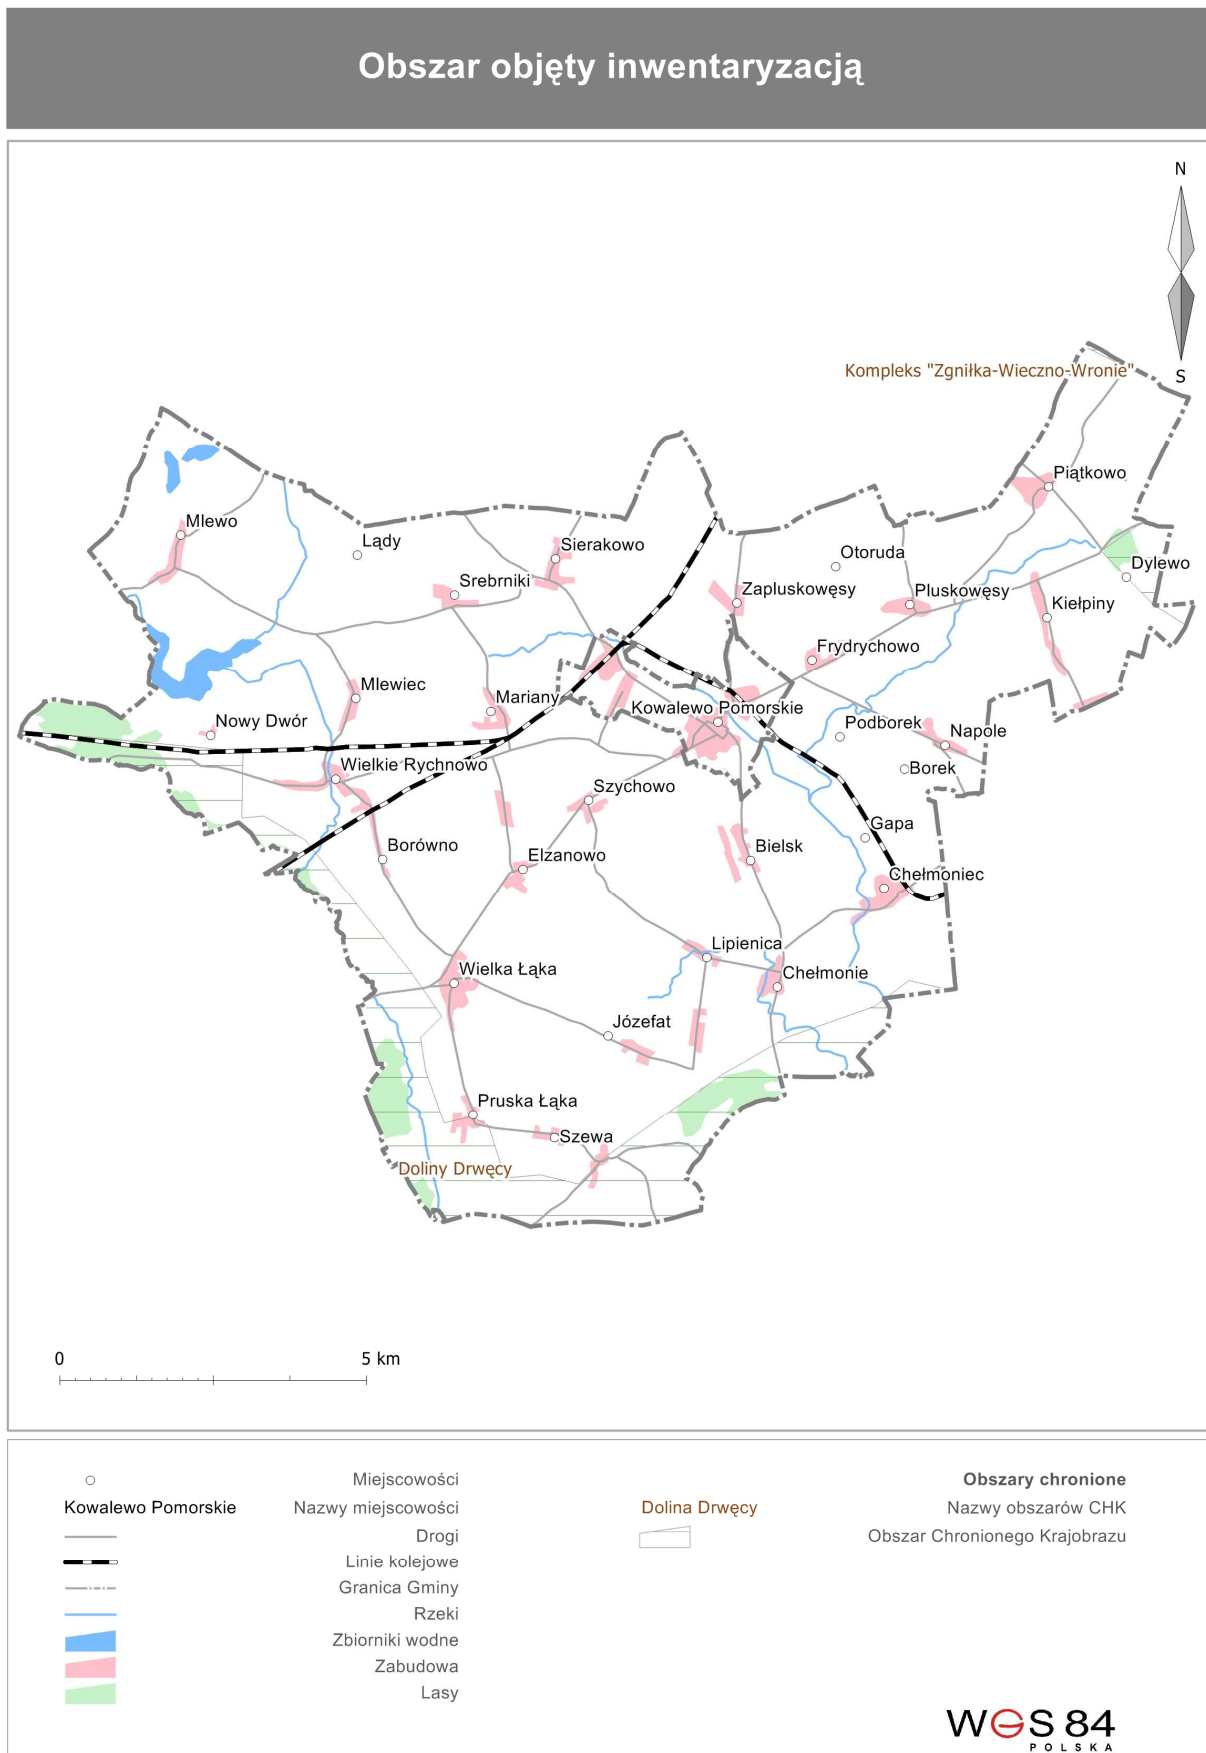 Obszar objęty inwentaryzacją
N
S
Kompleks "Zgniłka-Wieczno-Wronie"
Piątkowo
Mlewo
Lądy
Sierakowo
Otoruda
Dylewo
Srebrniki
Zapluskowęsy
Pluskowęsy
Kiełpiny
Frydrychowo
Mlewiec
Mariany
Kowalewo Pomorskie
Nowy Dwór
Podborek
Napole
Wielkie Rychnowo
Borek
Szychowo
Gapa
Borówno
Elzanowo
Bielsk
Chełmoniec
Lipienica
Wielka Łąka
Chełmonie
Józefat
Pruska Łąka
Szewa
Doliny Drwęcy
0 5 km
Miejscowości
Kowalewo Pomorskie Nazwy miejscowości
Drogi
Linie kolejowe
Granica Gminy
Rzeki
Zbiorniki wodne
Zabudowa
Lasy
Obszary chronione
Dolina Drwęcy Nazwy obszarów CHK
Obszar Chronionego Krajobrazu
WGS 84
POLSKA